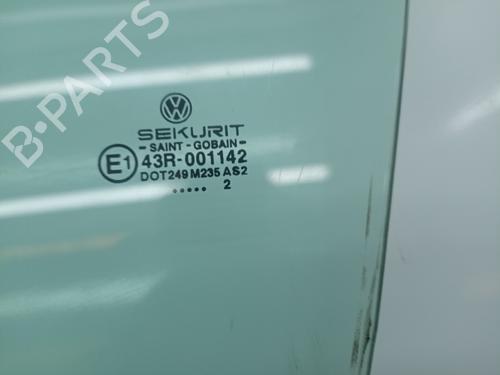 B-PARTS
SEKURIT
SAINT - GOBAIN
E1 43R-001142
DOT249 M235 AS2
..... 2